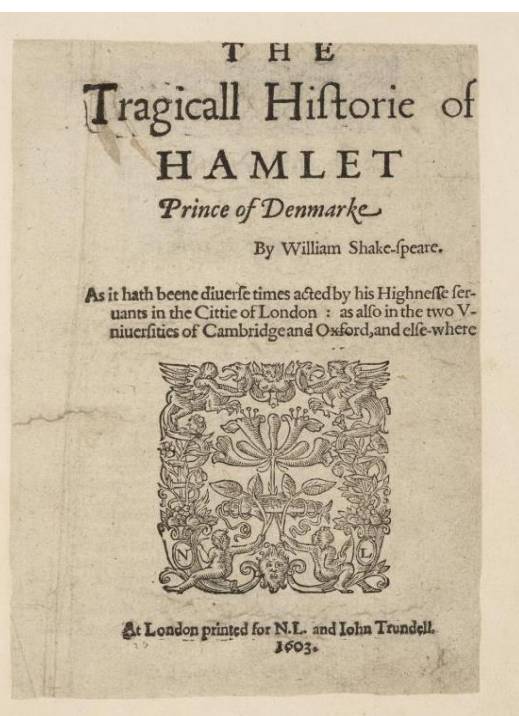 THE
Tragicall Hiſtorie of
HAMLET
Prince of Denmarke
By William Shake-ſpeare.
As it hath beene diuerſe times acted by his Highneſſe ſer-
uants in the Cittie of London : as alſo in the two V-
niuerſities of Cambridge and Oxford, and elſe-where
N L
At London printed for N.L. and Iohn Trundell.
1603.